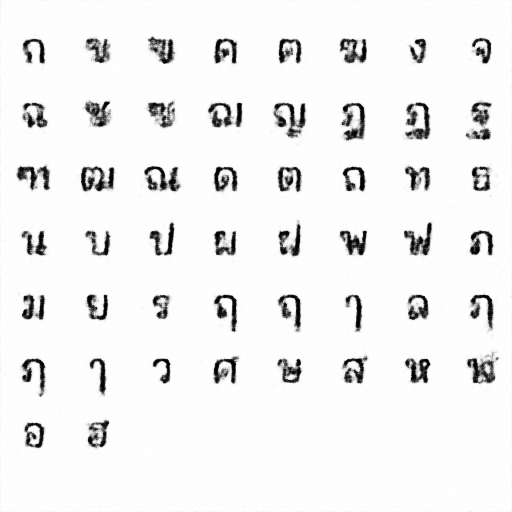 ก ข ฃ ค ฅ ฆ ง จ
ฉ ช ซ ฌ ญ ฎ ฏ ฐ
ฑ ฒ ณ ด ต ถ ท ธ
น บ ป ผ ฝ พ ฟ ภ
ม ย ร ฤ ฤ ๅ ล ฦ
ฦ ๅ ว ศ ษ ส ห ฬ
อ ฮ